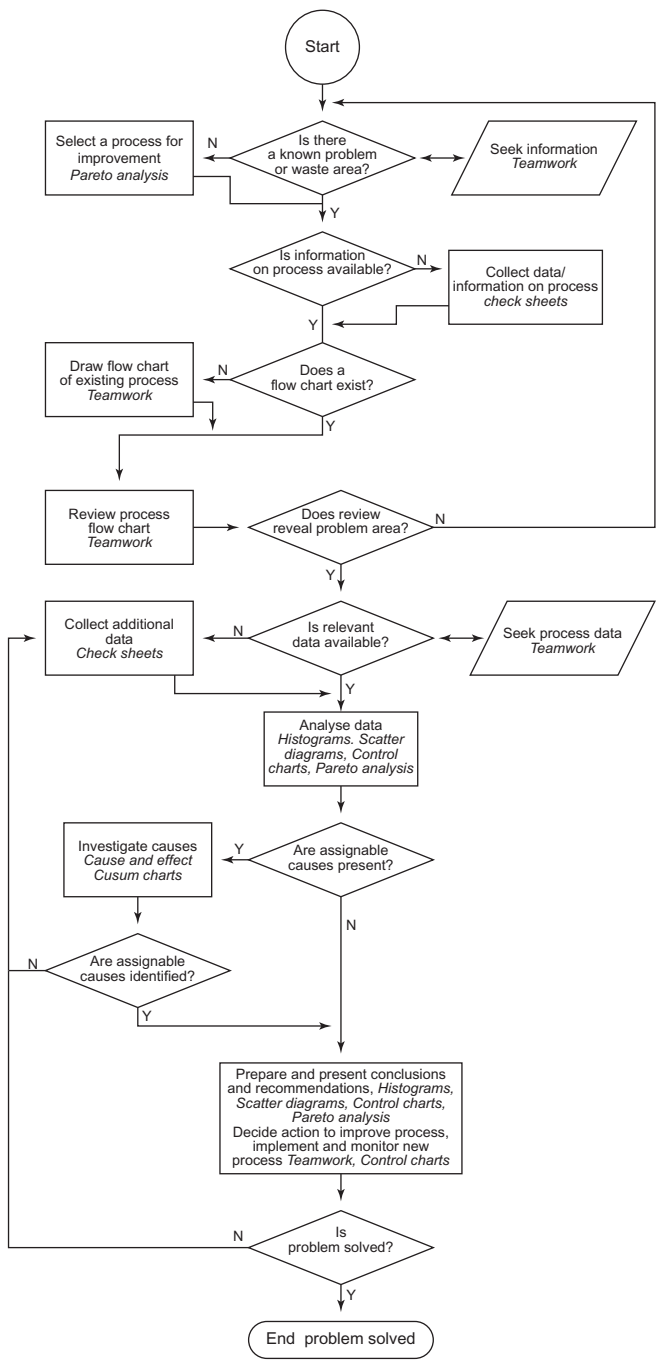 Start
Select a process for
improvement
Pareto analysis
N
Is there
a known problem
or waste area?
Seek information
Teamwork
Y
Is information
on process available?
N
Collect data/
information on process
check sheets
Y
Draw flow chart
of existing process
Teamwork
N
Does a
flow chart exist?
Y
Review process
flow chart
Teamwork
Does review
reveal problem area?
N
Y
Collect additional
data
Check sheets
N
Is relevant
data available?
Seek process data
Teamwork
Y
Analyse data
Histograms. Scatter
diagrams, Control
charts, Pareto analysis
Investigate causes
Cause and effect
Cusum charts
Y
Are assignable
causes present?
N
N
Are assignable
causes identified?
Y
Prepare and present conclusions
and recommendations, Histograms,
Scatter diagrams, Control charts,
Pareto analysis
Decide action to improve process,
implement and monitor new
process Teamwork, Control charts
N
Is
problem solved?
Y
End problem solved